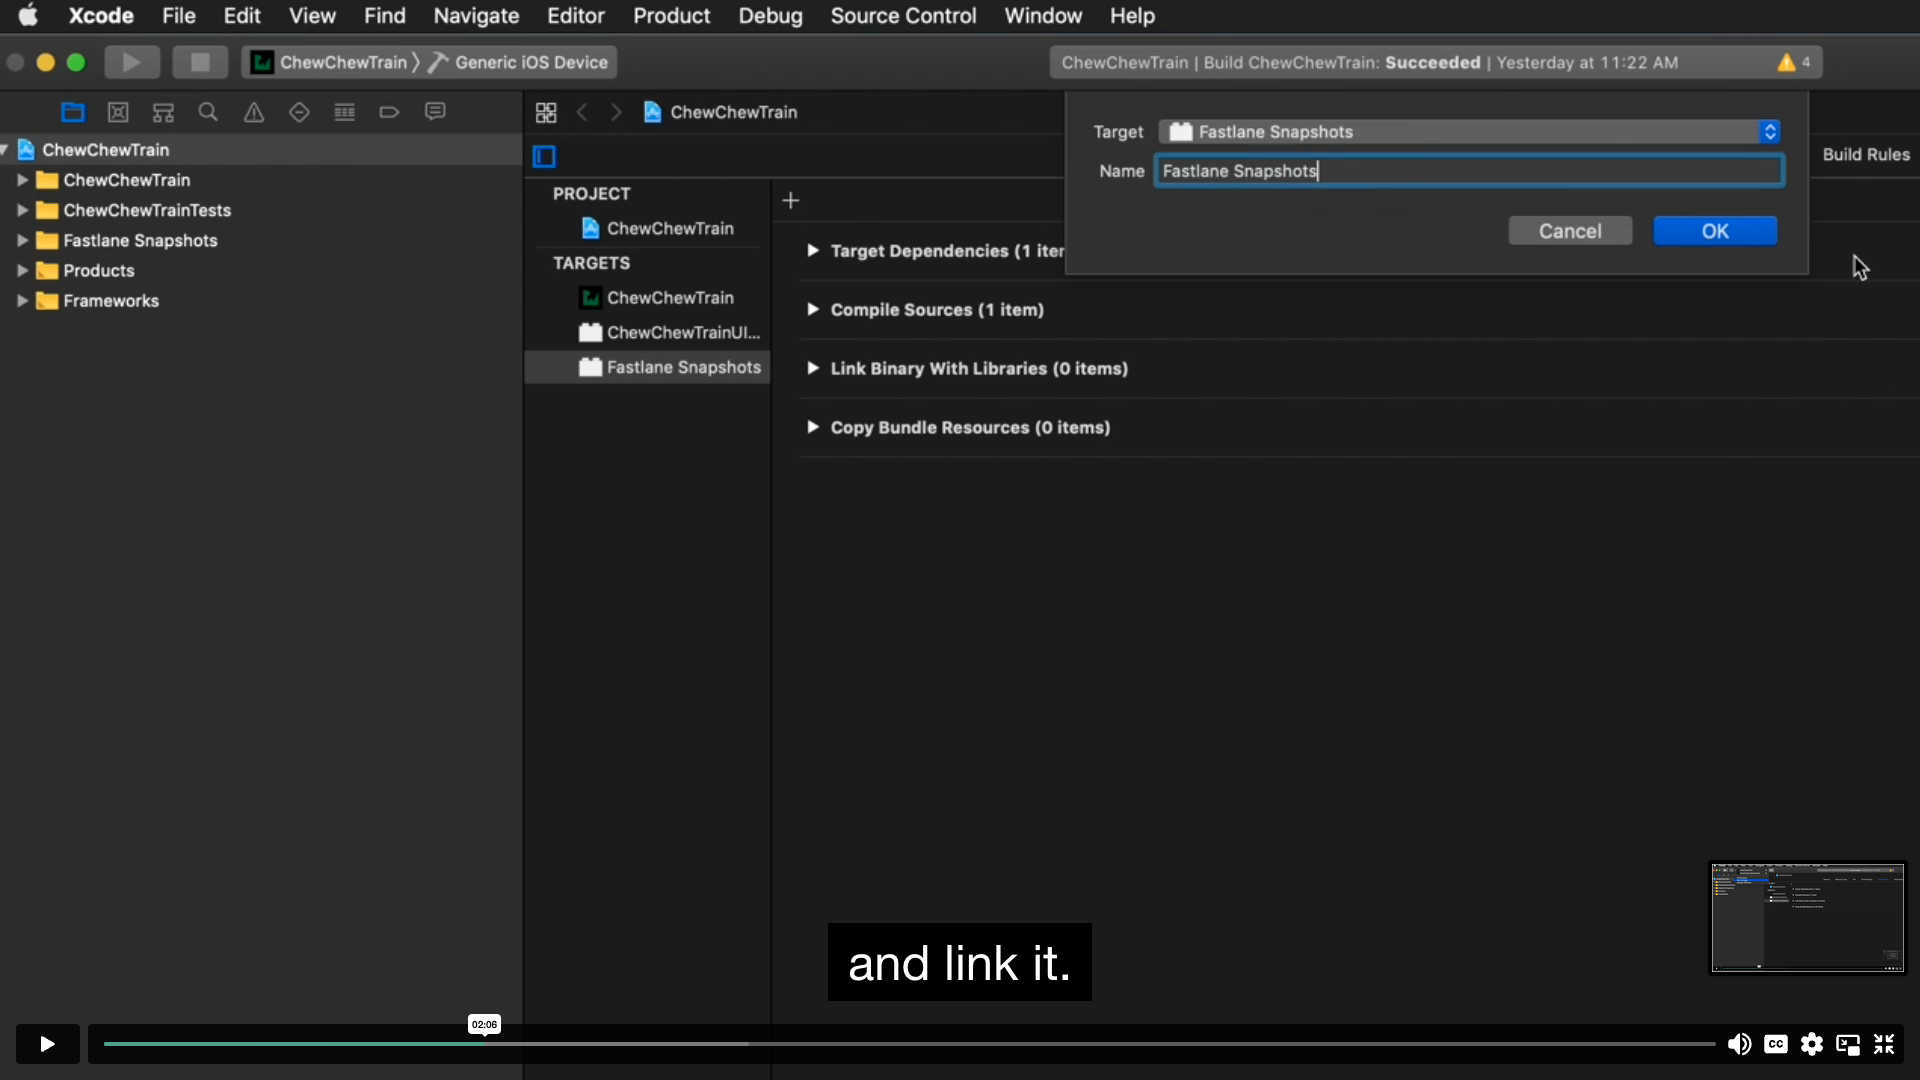 Xcode File Edit View Find Navigate Editor Product Debug Source Control Window Help
ChewChewTrain Generic iOS Device
ChewChewTrain | Build ChewChewTrain: Succeeded | Yesterday at 11:22 AM 4
ChewChewTrain
ChewChewTrain
ChewChewTrain
ChewChewTrainTests
Fastlane Snapshots
Products
Frameworks
PROJECT
ChewChewTrain
TARGETS
ChewChewTrain
ChewChewTrainUI...
Fastlane Snapshots
Target Fastlane Snapshots
Name Fastlane Snapshots
Cancel OK
Build Rules
Target Dependencies (1 iter
Compile Sources (1 item)
Link Binary With Libraries (0 items)
Copy Bundle Resources (0 items)
and link it.
02:06
CC